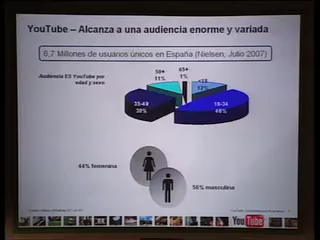 YouTube – Alcanza a una audiencia enorme y variada
6,7 Millones de usuarios únicos en España (Nielsen, Julio 2007)
Audiencia ES YouTube por
edad y sexo
50+
11%
65+
1%
<18
12%
35-49
30%
18-34
46%
44% femenina
56% masculina
YouTube